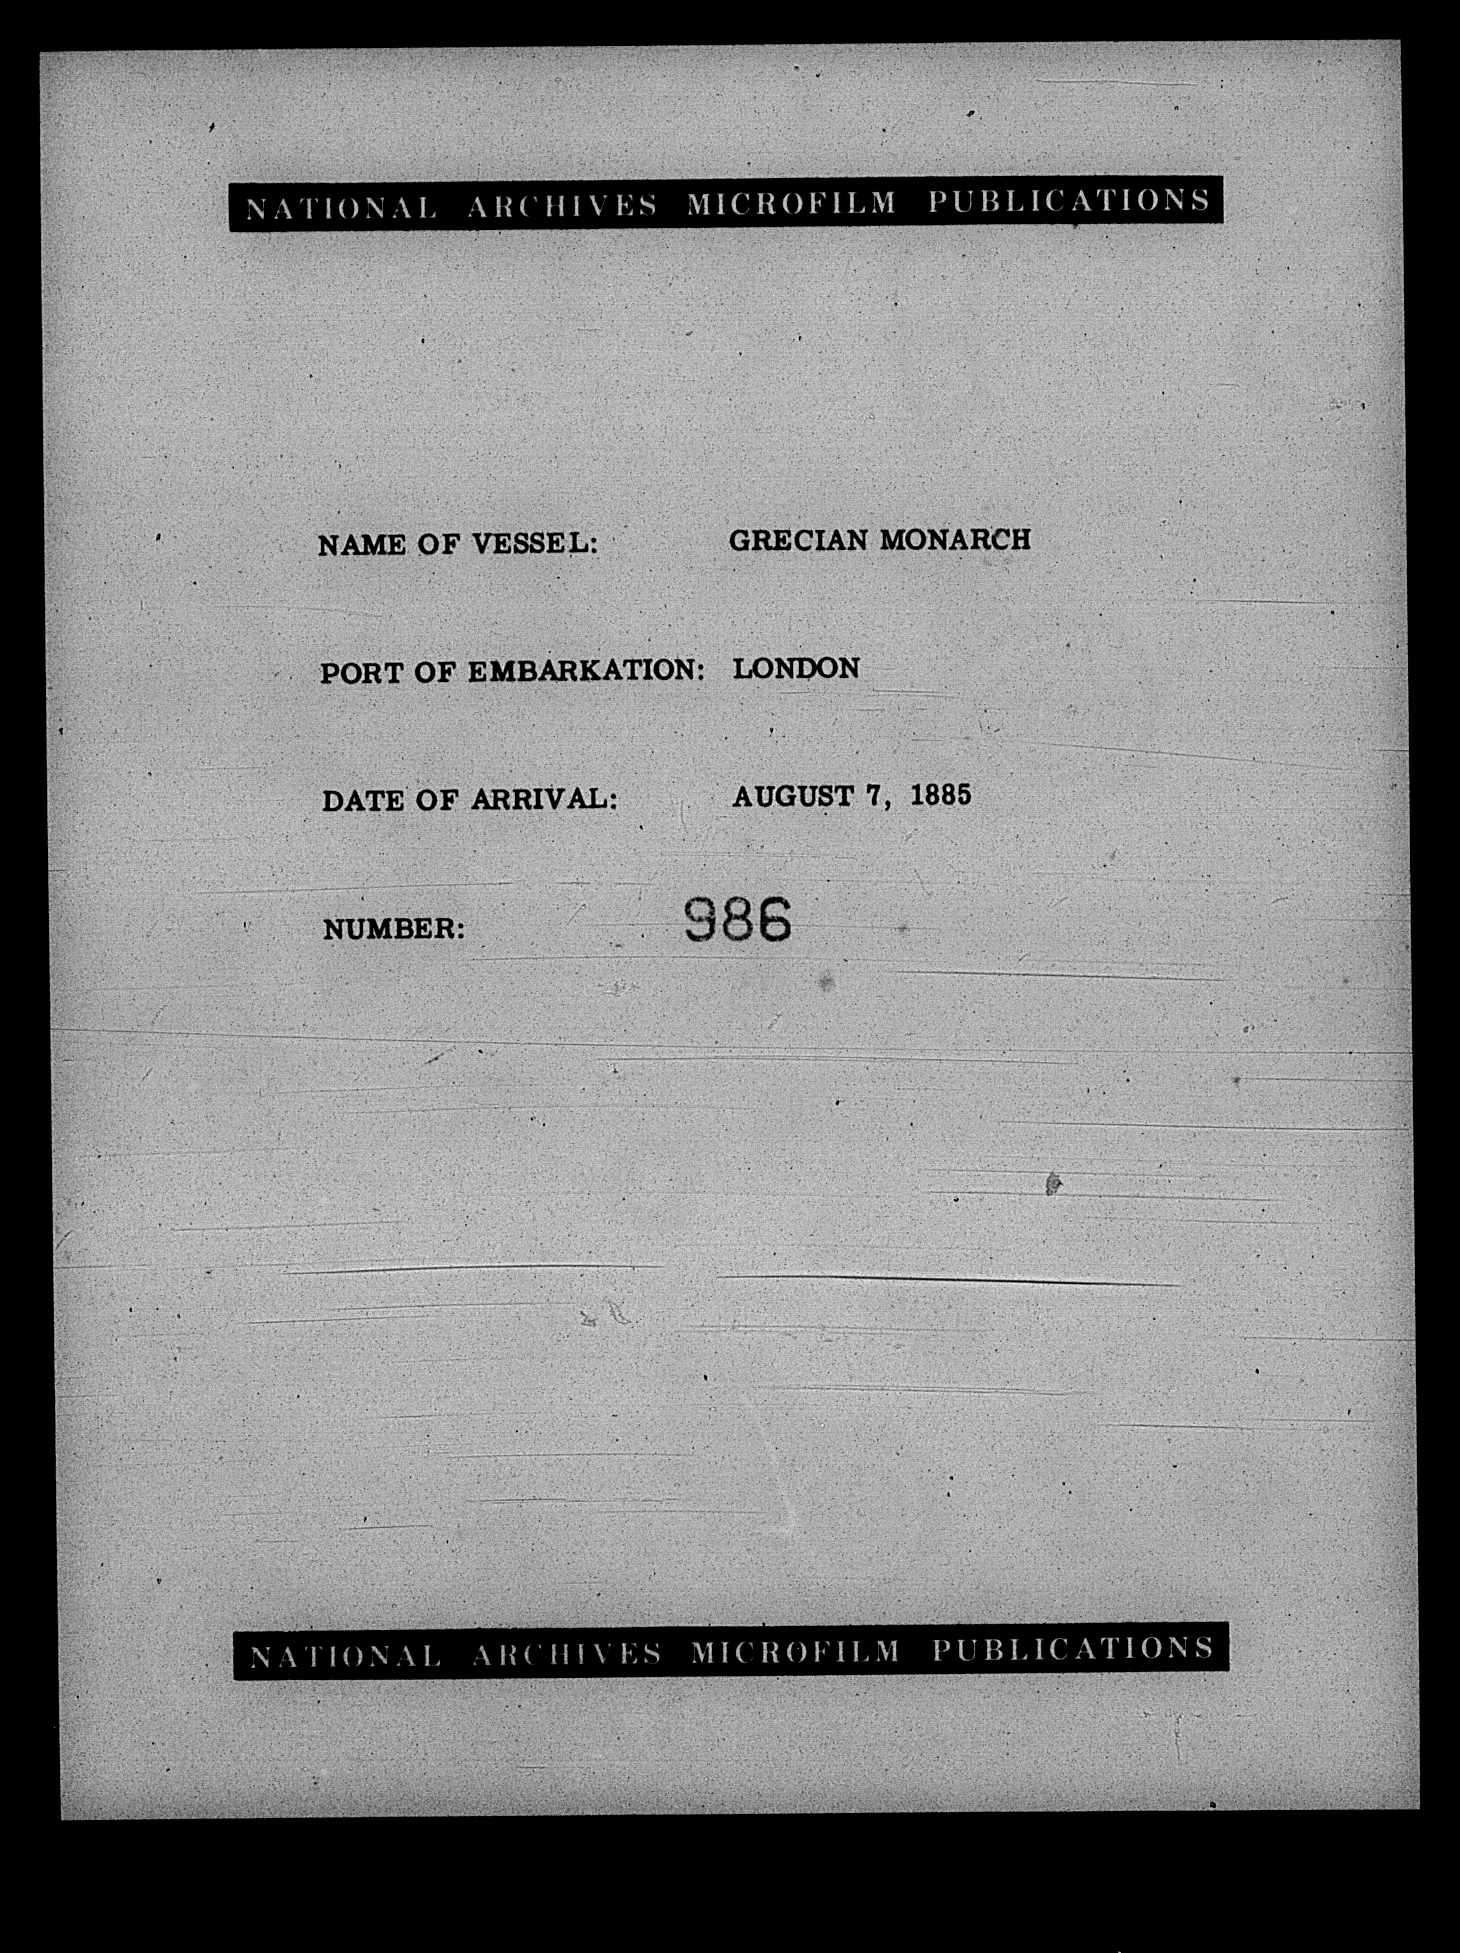 NATIONAL ARCHIVES MICROFILM PUBLICATIONS
NAME OF VESSEL: GRECIAN MONARCH
PORT OF EMBARKATION: LONDON
DATE OF ARRIVAL: AUGUST 7, 1885
NUMBER: 986
NATIONAL ARCHIVES MICROFILM PUBLICATIONS